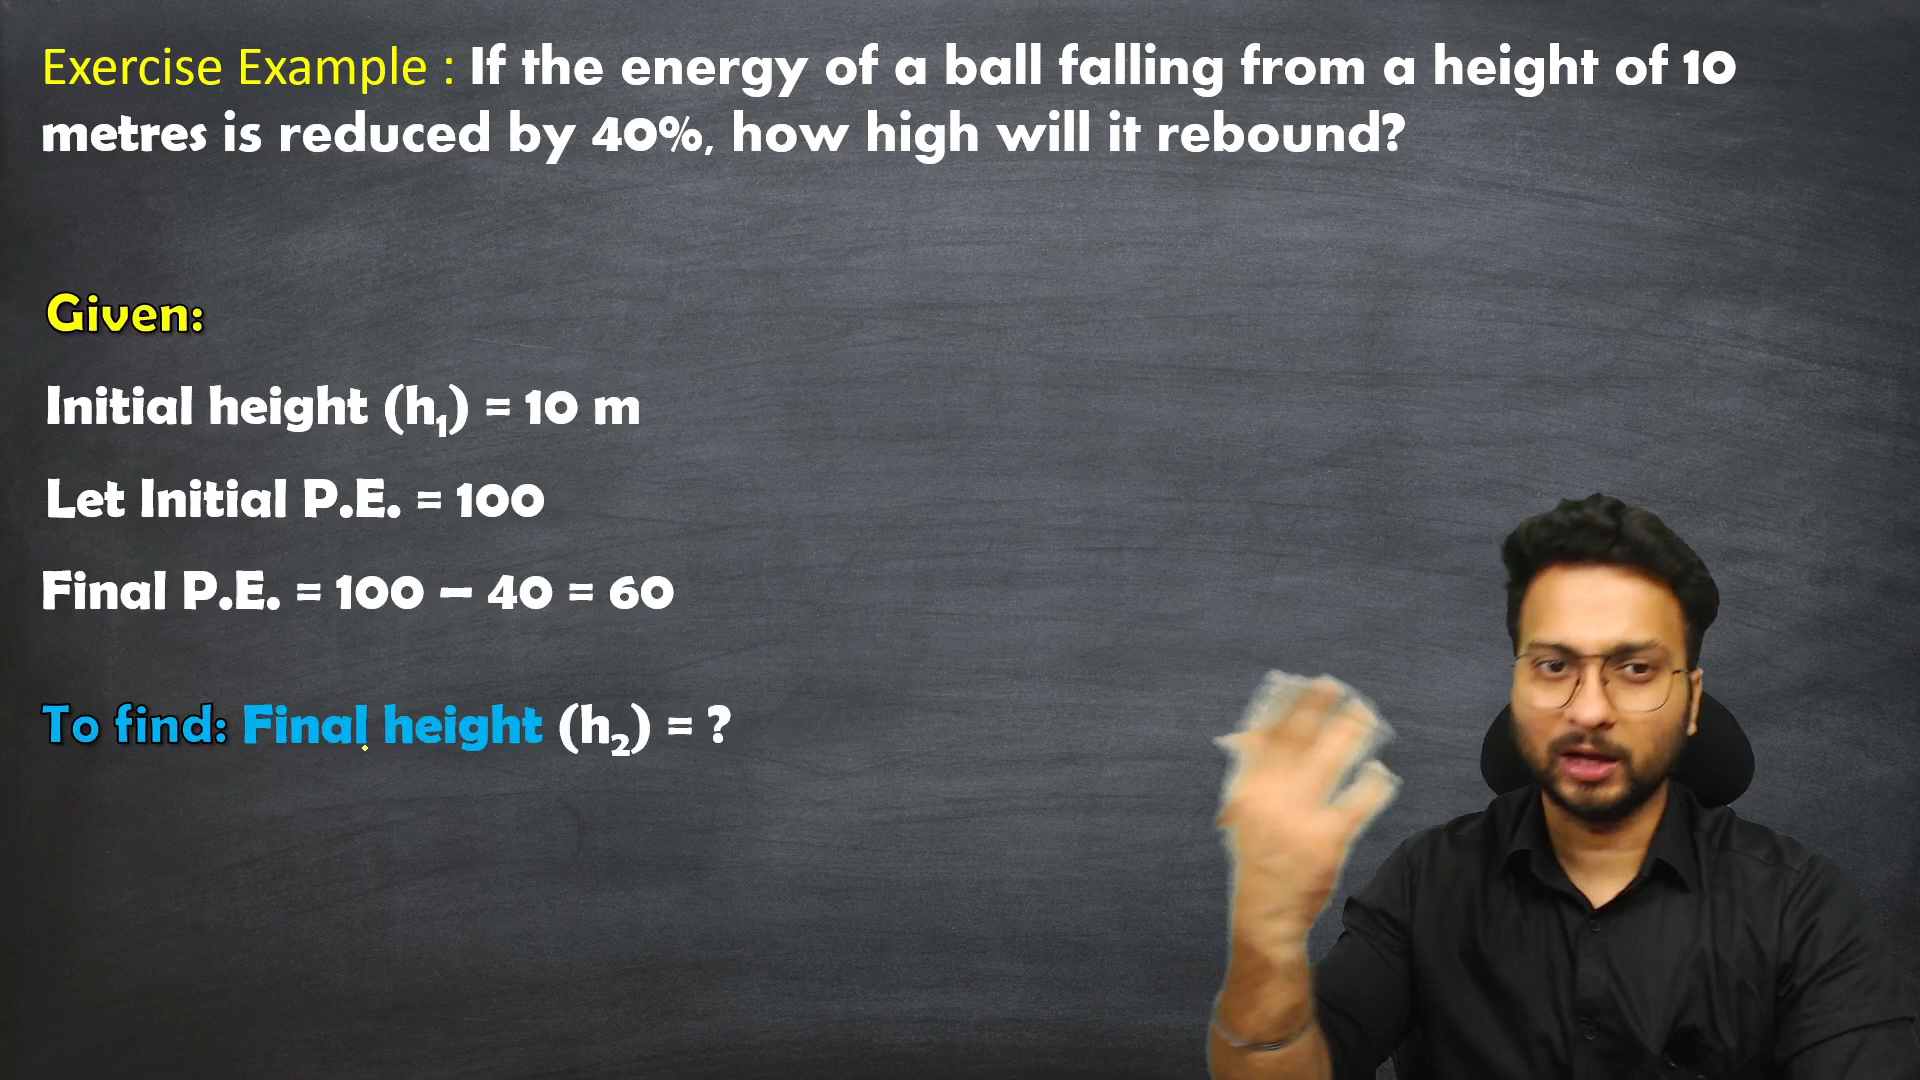 Exercise Example : If the energy of a ball falling from a height of 10
metres is reduced by 40%, how high will it rebound?
Given:
Initial height (h₁) = 10 m
Let Initial P.E. = 100
Final P.E. = 100 – 40 = 60
To find: Final height (h₂) = ?